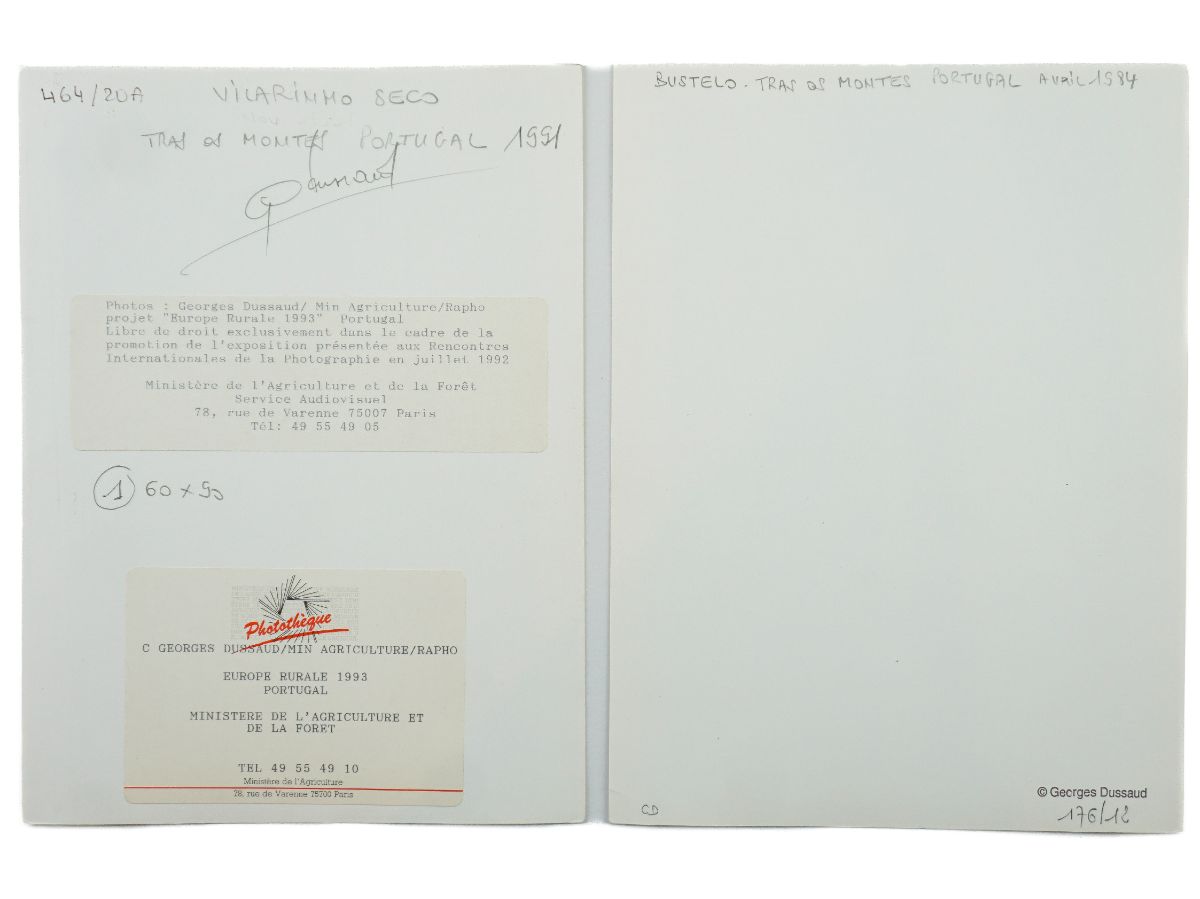 464/20A VILARINHO SECO
TRAS OS MONTES PORTUGAL 1991
Dussaud
Photos : Georges Dussaud/ Min Agriculture/Rapho
projet "Europe Rurale 1993" Portugal
Libre de droit exclusivement dans le cadre de la
promotion de l'exposition présentée aux Rencontres
Internationales de la Photographie en juillet 1992
Ministère de l'Agriculture et de la Forêt
Service Audiovisuel
78, rue de Varenne 75007 Paris
Tél: 49 55 49 05
1 60 x 90
Photothèque
C GEORGES DUSSAUD/MIN AGRICULTURE/RAPHO
EUROPE RURALE 1993
PORTUGAL
MINISTERE DE L'AGRICULTURE ET
DE LA FORET
TEL 49 55 49 10
Ministère de l'Agriculture
78, rue de Varenne 75700 Paris
BUSTELO. TRAS OS MONTES PORTUGAL AVRIL 1984
© Georges Dussaud
CD 176/12